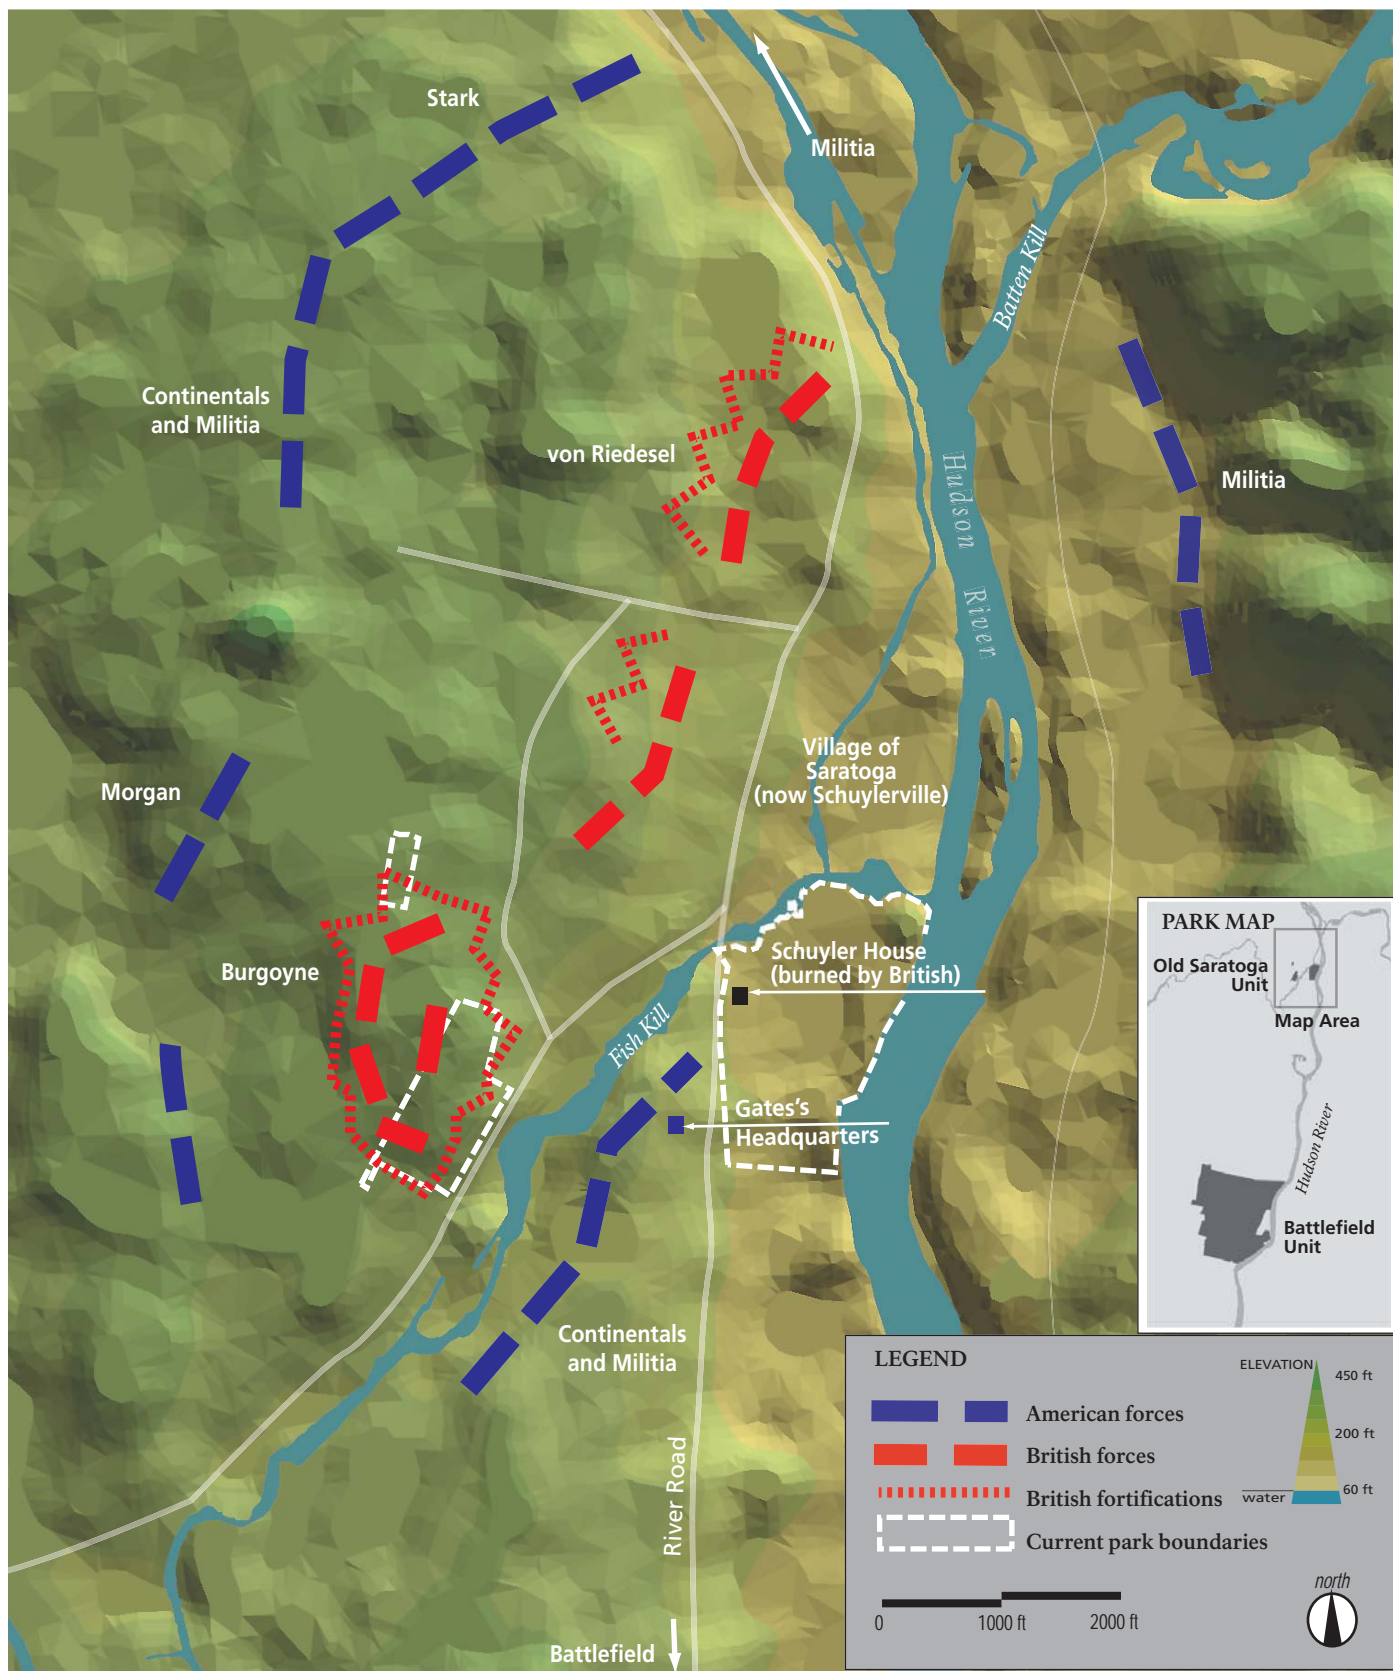 Stark
Militia
Batten Kill
Continentals
and Militia
von Riedesel
Hudson River
Militia
Village of
Saratoga
(now Schuylerville)
Morgan
Burgoyne
Schuyler House
(burned by British)
Fish Kill
Gates's
Headquarters
Continentals
and Militia
River Road
Battlefield
PARK MAP
Old Saratoga
Unit
Map Area
Hudson River
Battlefield
Unit
LEGEND
American forces
British forces
British fortifications
Current park boundaries
ELEVATION
450 ft
200 ft
60 ft
water
0
1000 ft
2000 ft
north